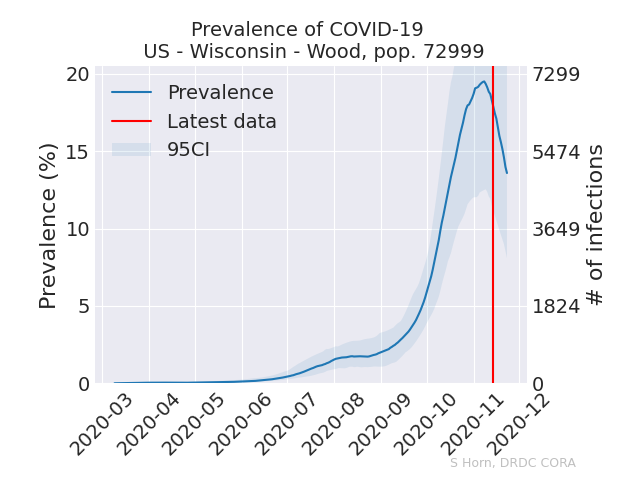 Prevalence of COVID-19
US - Wisconsin - Wood, pop. 72999
Prevalence
Latest data
95CI
Prevalence (%)
20
15
10
5
0
7299
5474
3649
1824
0
# of infections
2020-03
2020-04
2020-05
2020-06
2020-07
2020-08
2020-09
2020-10
2020-11
2020-12
S Horn, DRDC CORA